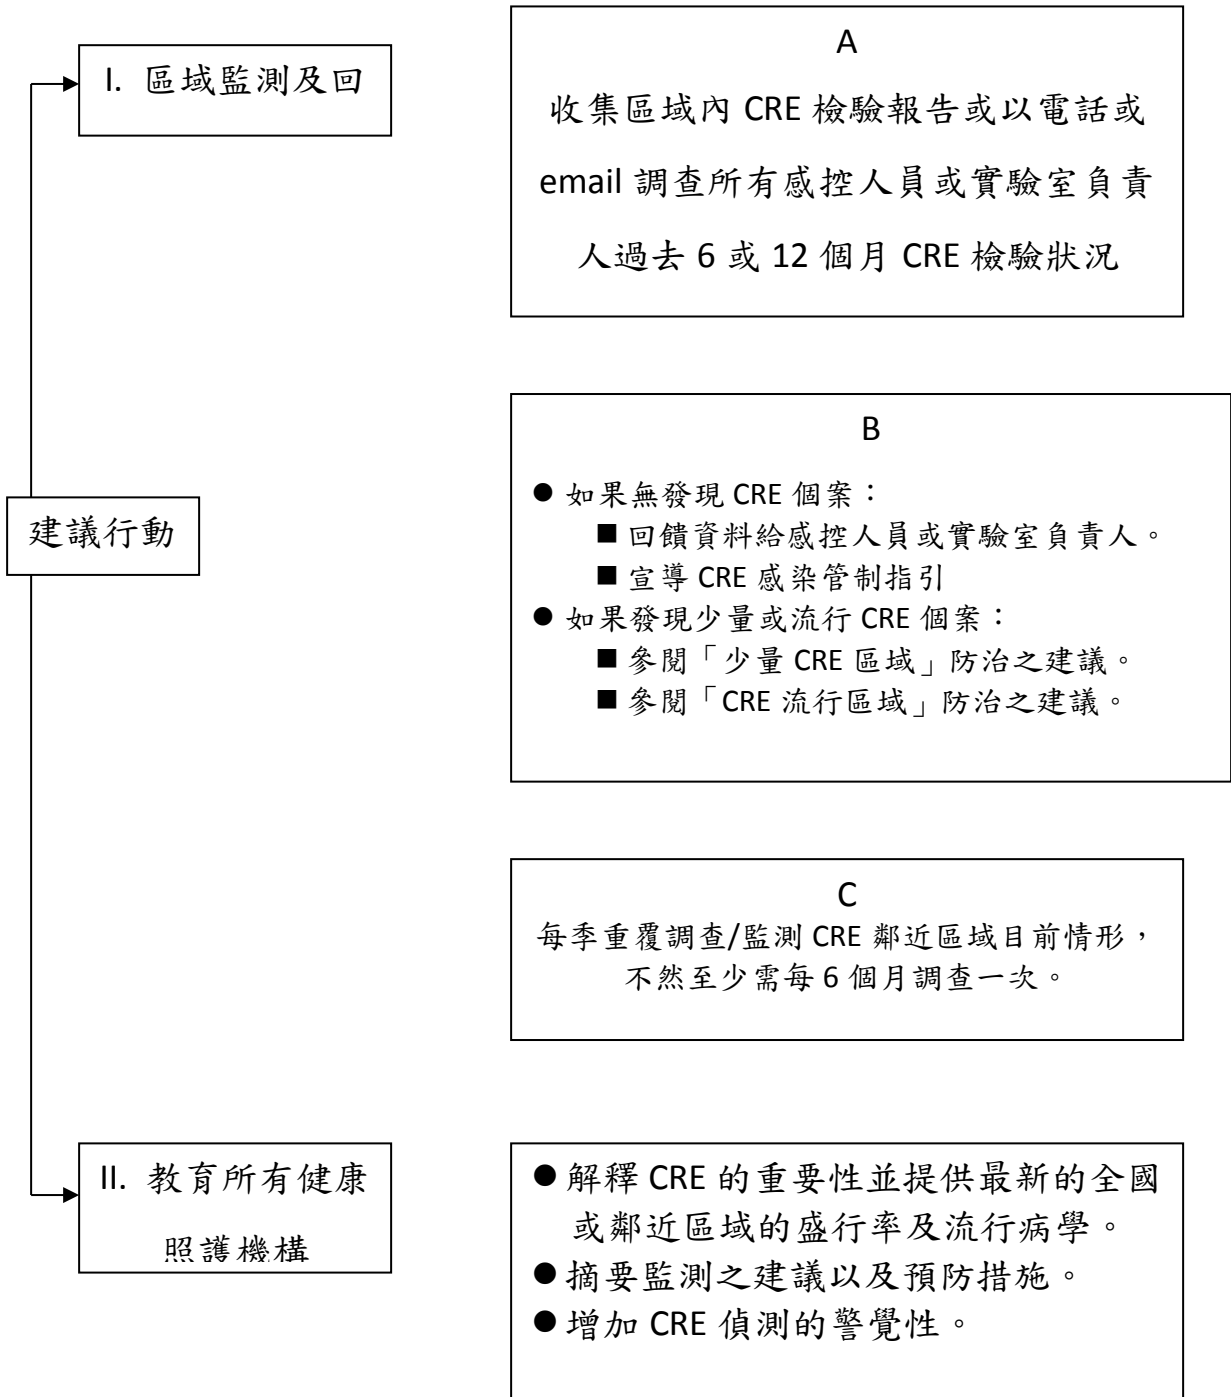 I. 區域監測及回
A
收集區域內 CRE 檢驗報告或以電話或
email 調查所有感控人員或實驗室負責
人過去 6 或 12 個月 CRE 檢驗狀況
B
● 如果無發現 CRE 個案：
■ 回饋資料給感控人員或實驗室負責人。
■ 宣導 CRE 感染管制指引
● 如果發現少量或流行 CRE 個案：
■ 參閱「少量 CRE 區域」防治之建議。
■ 參閱「CRE 流行區域」防治之建議。
建議行動
C
每季重覆調查/監測 CRE 鄰近區域目前情形，
不然至少需每 6 個月調查一次。
II. 教育所有健康
照護機構
● 解釋 CRE 的重要性並提供最新的全國
或鄰近區域的盛行率及流行病學。
● 摘要監測之建議以及預防措施。
● 增加 CRE 偵測的警覺性。